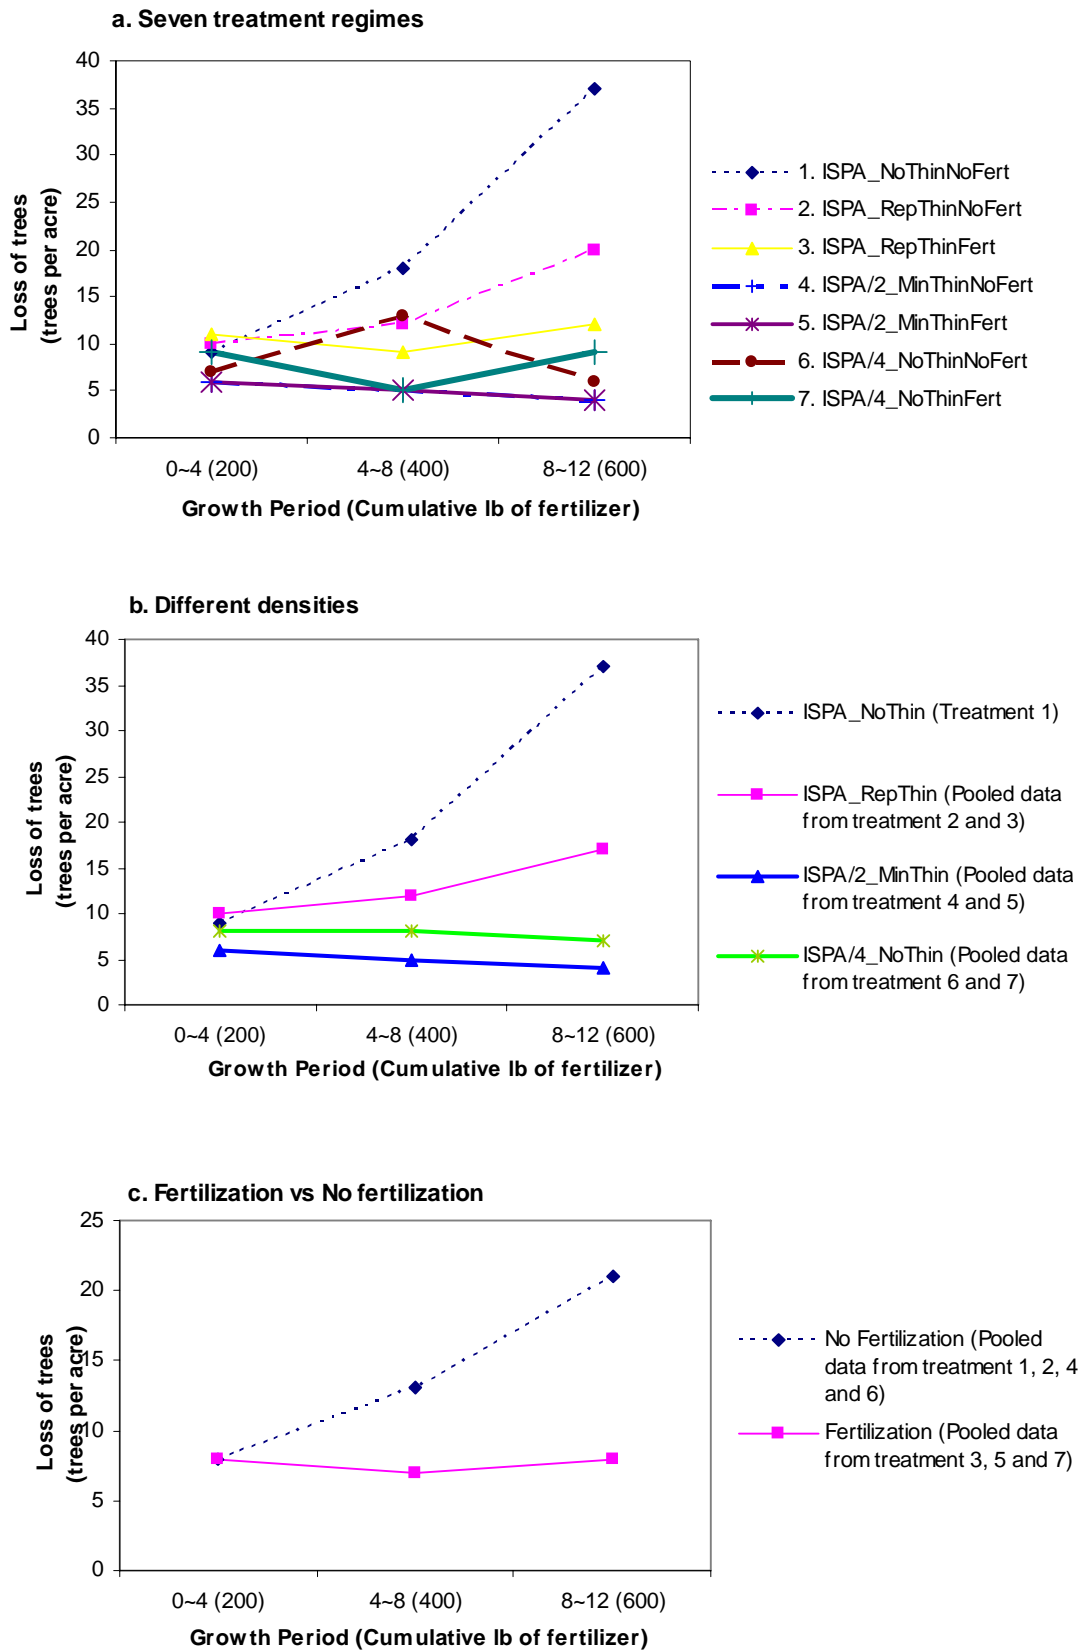 a. Seven treatment regimes
40
35
30
25
20
15
10
5
0
Loss of trees
(trees per acre)
0~4 (200)
4~8 (400)
8~12 (600)
Growth Period (Cumulative lb of fertilizer)
1. ISPA_NoThinNoFert
2. ISPA_RepThinNoFert
3. ISPA_RepThinFert
4. ISPA/2_MinThinNoFert
5. ISPA/2_MinThinFert
6. ISPA/4_NoThinNoFert
7. ISPA/4_NoThinFert
b. Different densities
40
35
30
25
20
15
10
5
0
Loss of trees
(trees per acre)
0~4 (200)
4~8 (400)
8~12 (600)
Growth Period (Cumulative lb of fertilizer)
ISPA_NoThin (Treatment 1)
ISPA_RepThin (Pooled data
from treatment 2 and 3)
ISPA/2_MinThin (Pooled data
from treatment 4 and 5)
ISPA/4_NoThin (Pooled data
from treatment 6 and 7)
c. Fertilization vs No fertilization
25
20
15
10
5
0
Loss of trees
(trees per acre)
0~4 (200)
4~8 (400)
8~12 (600)
Growth Period (Cumulative lb of fertilizer)
No Fertilization (Pooled
data from treatment 1, 2, 4
and 6)
Fertilization (Pooled data
from treatment 3, 5 and 7)